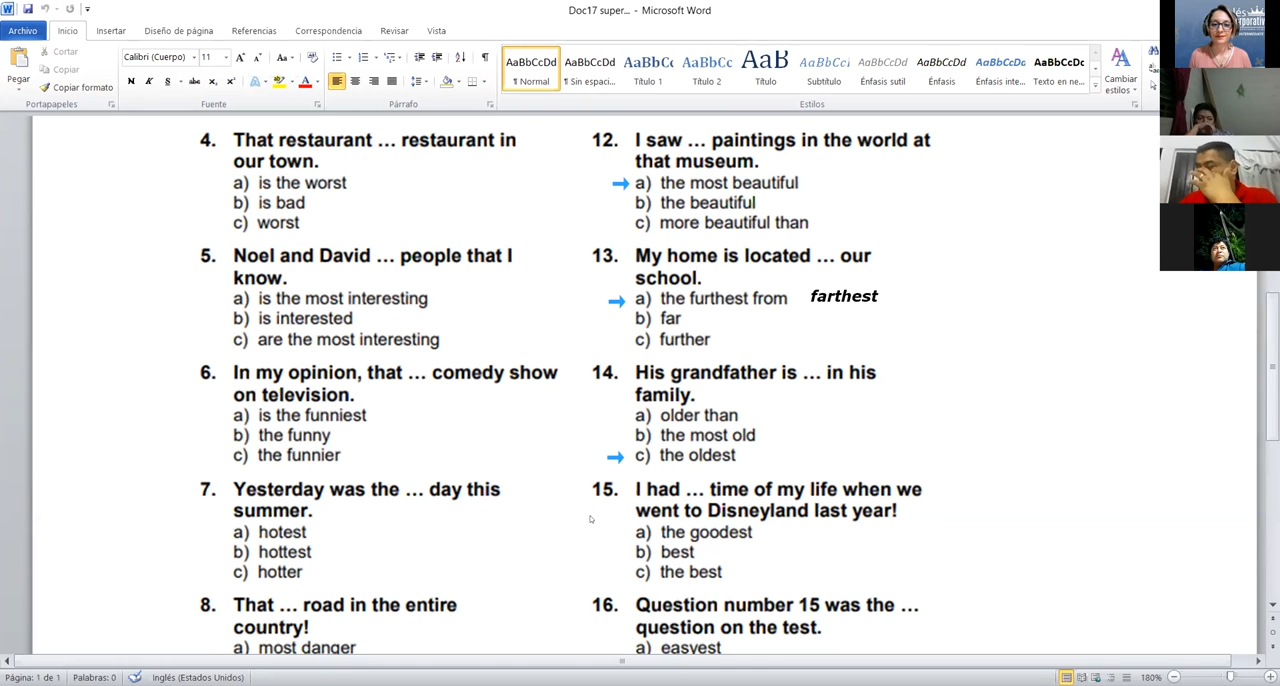 Doc17 super... - Microsoft Word
Archivo Inicio Insertar Diseño de página Referencias Correspondencia Revisar Vista
Pegar
Cortar
Copiar
Copiar formato
Portapapeles
Calibri (Cuerpo) 11
Fuente
Párrafo
AaBbCcDd AaBbCcDd AaBbCc AaBbCc AaB AaBbCcl AaBbCcDd AaBbCcDd AaBbCcDd AaBbCcDc
¶ Normal ¶ Sin espaci... Título 1 Título 2 Título Subtítulo Énfasis sutil Énfasis Énfasis inte... Texto en ne...
Estilos
Cambiar
estilos
4. That restaurant ... restaurant in
our town.
a) is the worst
b) is bad
c) worst
5. Noel and David ... people that I
know.
a) is the most interesting
b) is interested
c) are the most interesting
6. In my opinion, that ... comedy show
on television.
a) is the funniest
b) the funny
c) the funnier
7. Yesterday was the ... day this
summer.
a) hotest
b) hottest
c) hotter
8. That ... road in the entire
country!
a) most danger
12. I saw ... paintings in the world at
that museum.
a) the most beautiful
b) the beautiful
c) more beautiful than
13. My home is located ... our
school.
a) the furthest from farthest
b) far
c) further
14. His grandfather is ... in his
family.
a) older than
b) the most old
c) the oldest
15. I had ... time of my life when we
went to Disneyland last year!
a) the goodest
b) best
c) the best
16. Question number 15 was the ...
question on the test.
a) easyest
Página: 1 de 1 Palabras: 0 Inglés (Estados Unidos) 180%